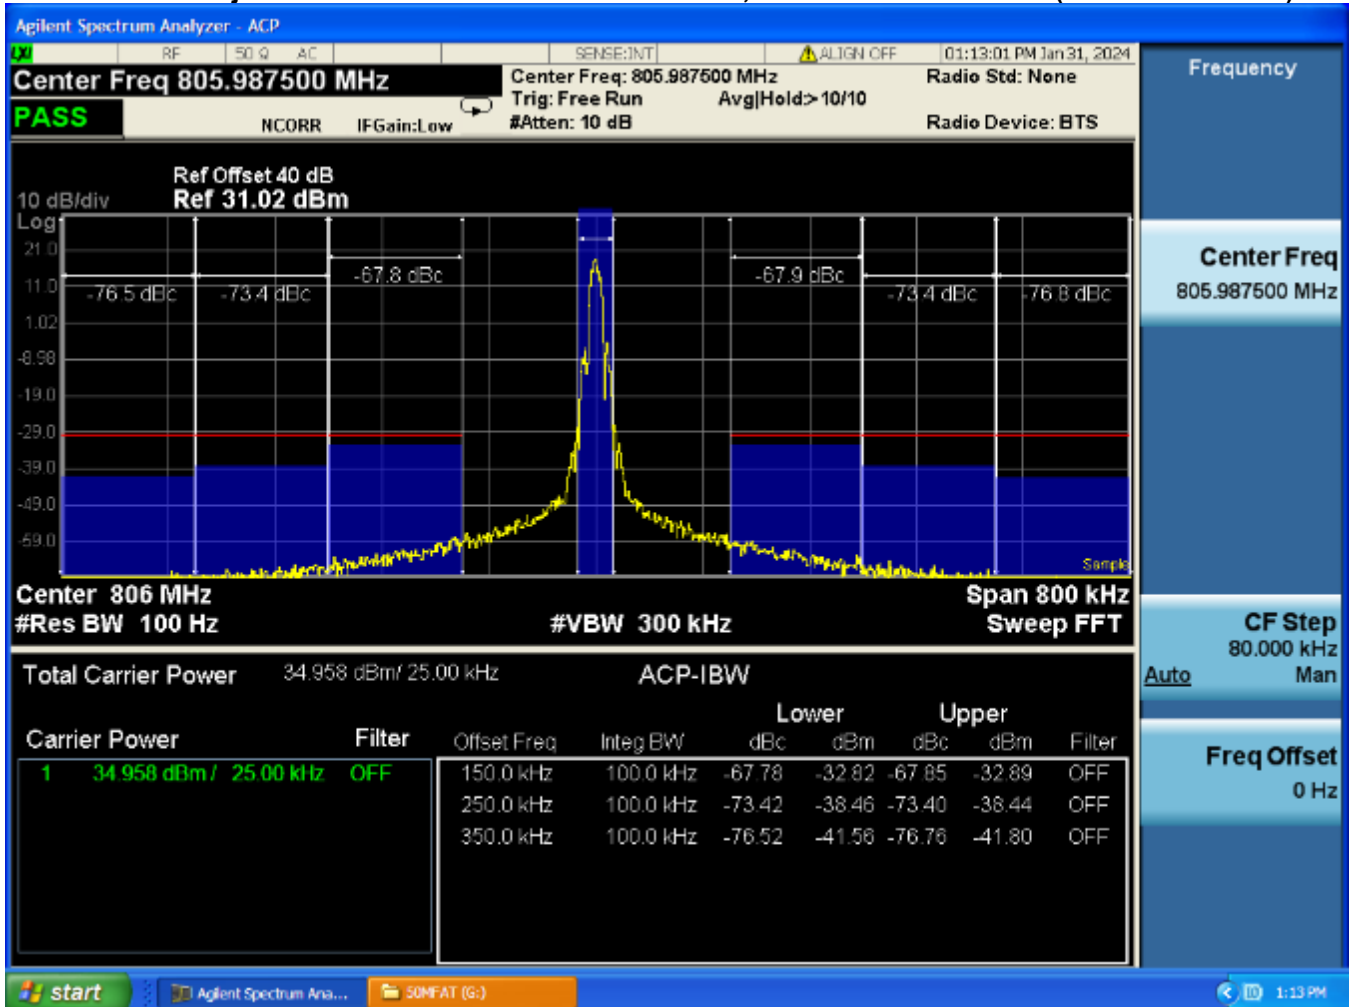 Agilent Spectrum Analyzer - ACP
LXI RF 50 Ω AC SENSE:INT ALIGN OFF 01:13:01 PM Jan 31, 2024
Center Freq 805.987500 MHz
Center Freq: 805.987500 MHz
Radio Std: None
Trig: Free Run Avg|Hold:>10/10
PASS
NCORR IFGain:Low
#Atten: 10 dB
Radio Device: BTS
Ref Offset 40 dB
10 dB/div Ref 31.02 dBm
Log
21.0
11.0
1.02
-8.98
-19.0
-29.0
-39.0
-49.0
-59.0
-76.5 dBc -73.4 dBc -67.8 dBc -67.9 dBc -73.4 dBc -76.8 dBc
Sample
Center 806 MHz Span 800 kHz
#Res BW 100 Hz #VBW 300 kHz Sweep FFT
Total Carrier Power 34.958 dBm/ 25.00 kHz ACP-IBW
Lower Upper
Carrier Power Filter Offset Freq Integ BW dBc dBm dBc dBm Filter
1 34.958 dBm / 25.00 kHz OFF 150.0 kHz 100.0 kHz -67.78 -32.82 -67.85 -32.89 OFF
250.0 kHz 100.0 kHz -73.42 -38.46 -73.40 -38.44 OFF
350.0 kHz 100.0 kHz -76.52 -41.56 -76.76 -41.80 OFF
Frequency
Center Freq
805.987500 MHz
CF Step
80.000 kHz
Auto Man
Freq Offset
0 Hz
start Agilent Spectrum Ana... 50MFAT (G:) 1:13 PM